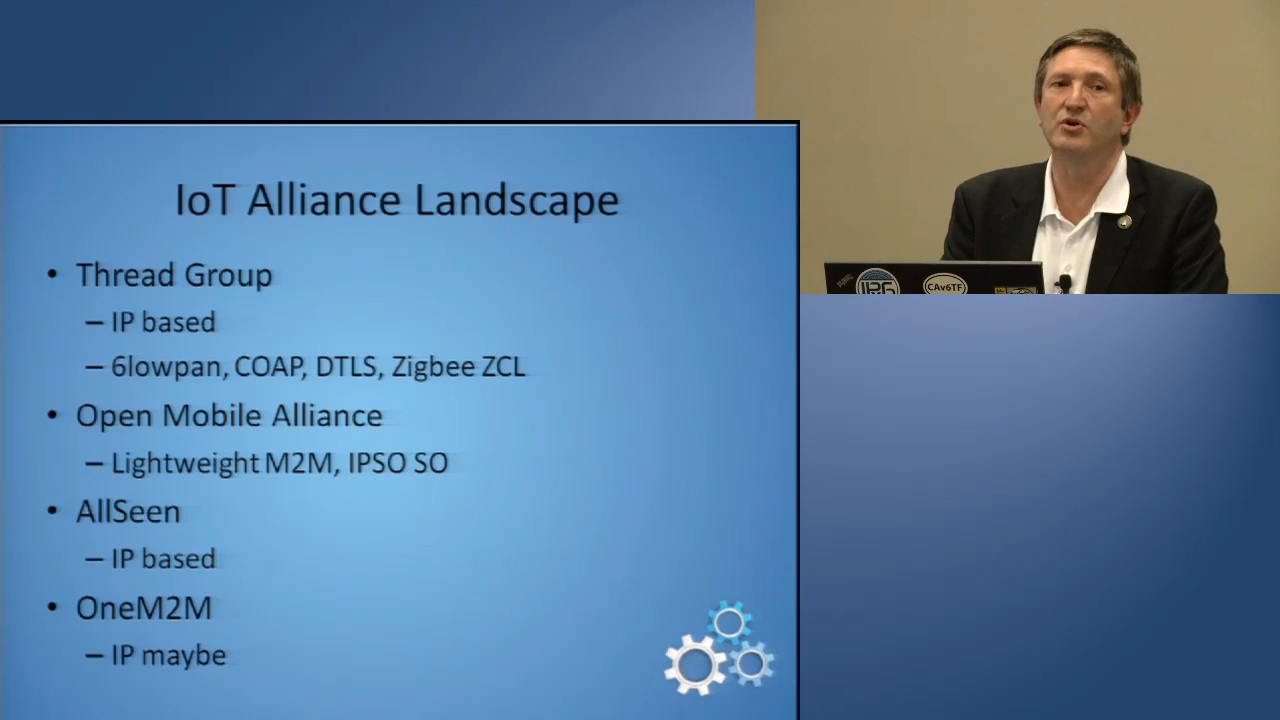 IoT Alliance Landscape
• Thread Group
– IP based
– 6lowpan, COAP, DTLS, Zigbee ZCL
• Open Mobile Alliance
– Lightweight M2M, IPSO SO
• AllSeen
– IP based
• OneM2M
– IP maybe
CAv6TF